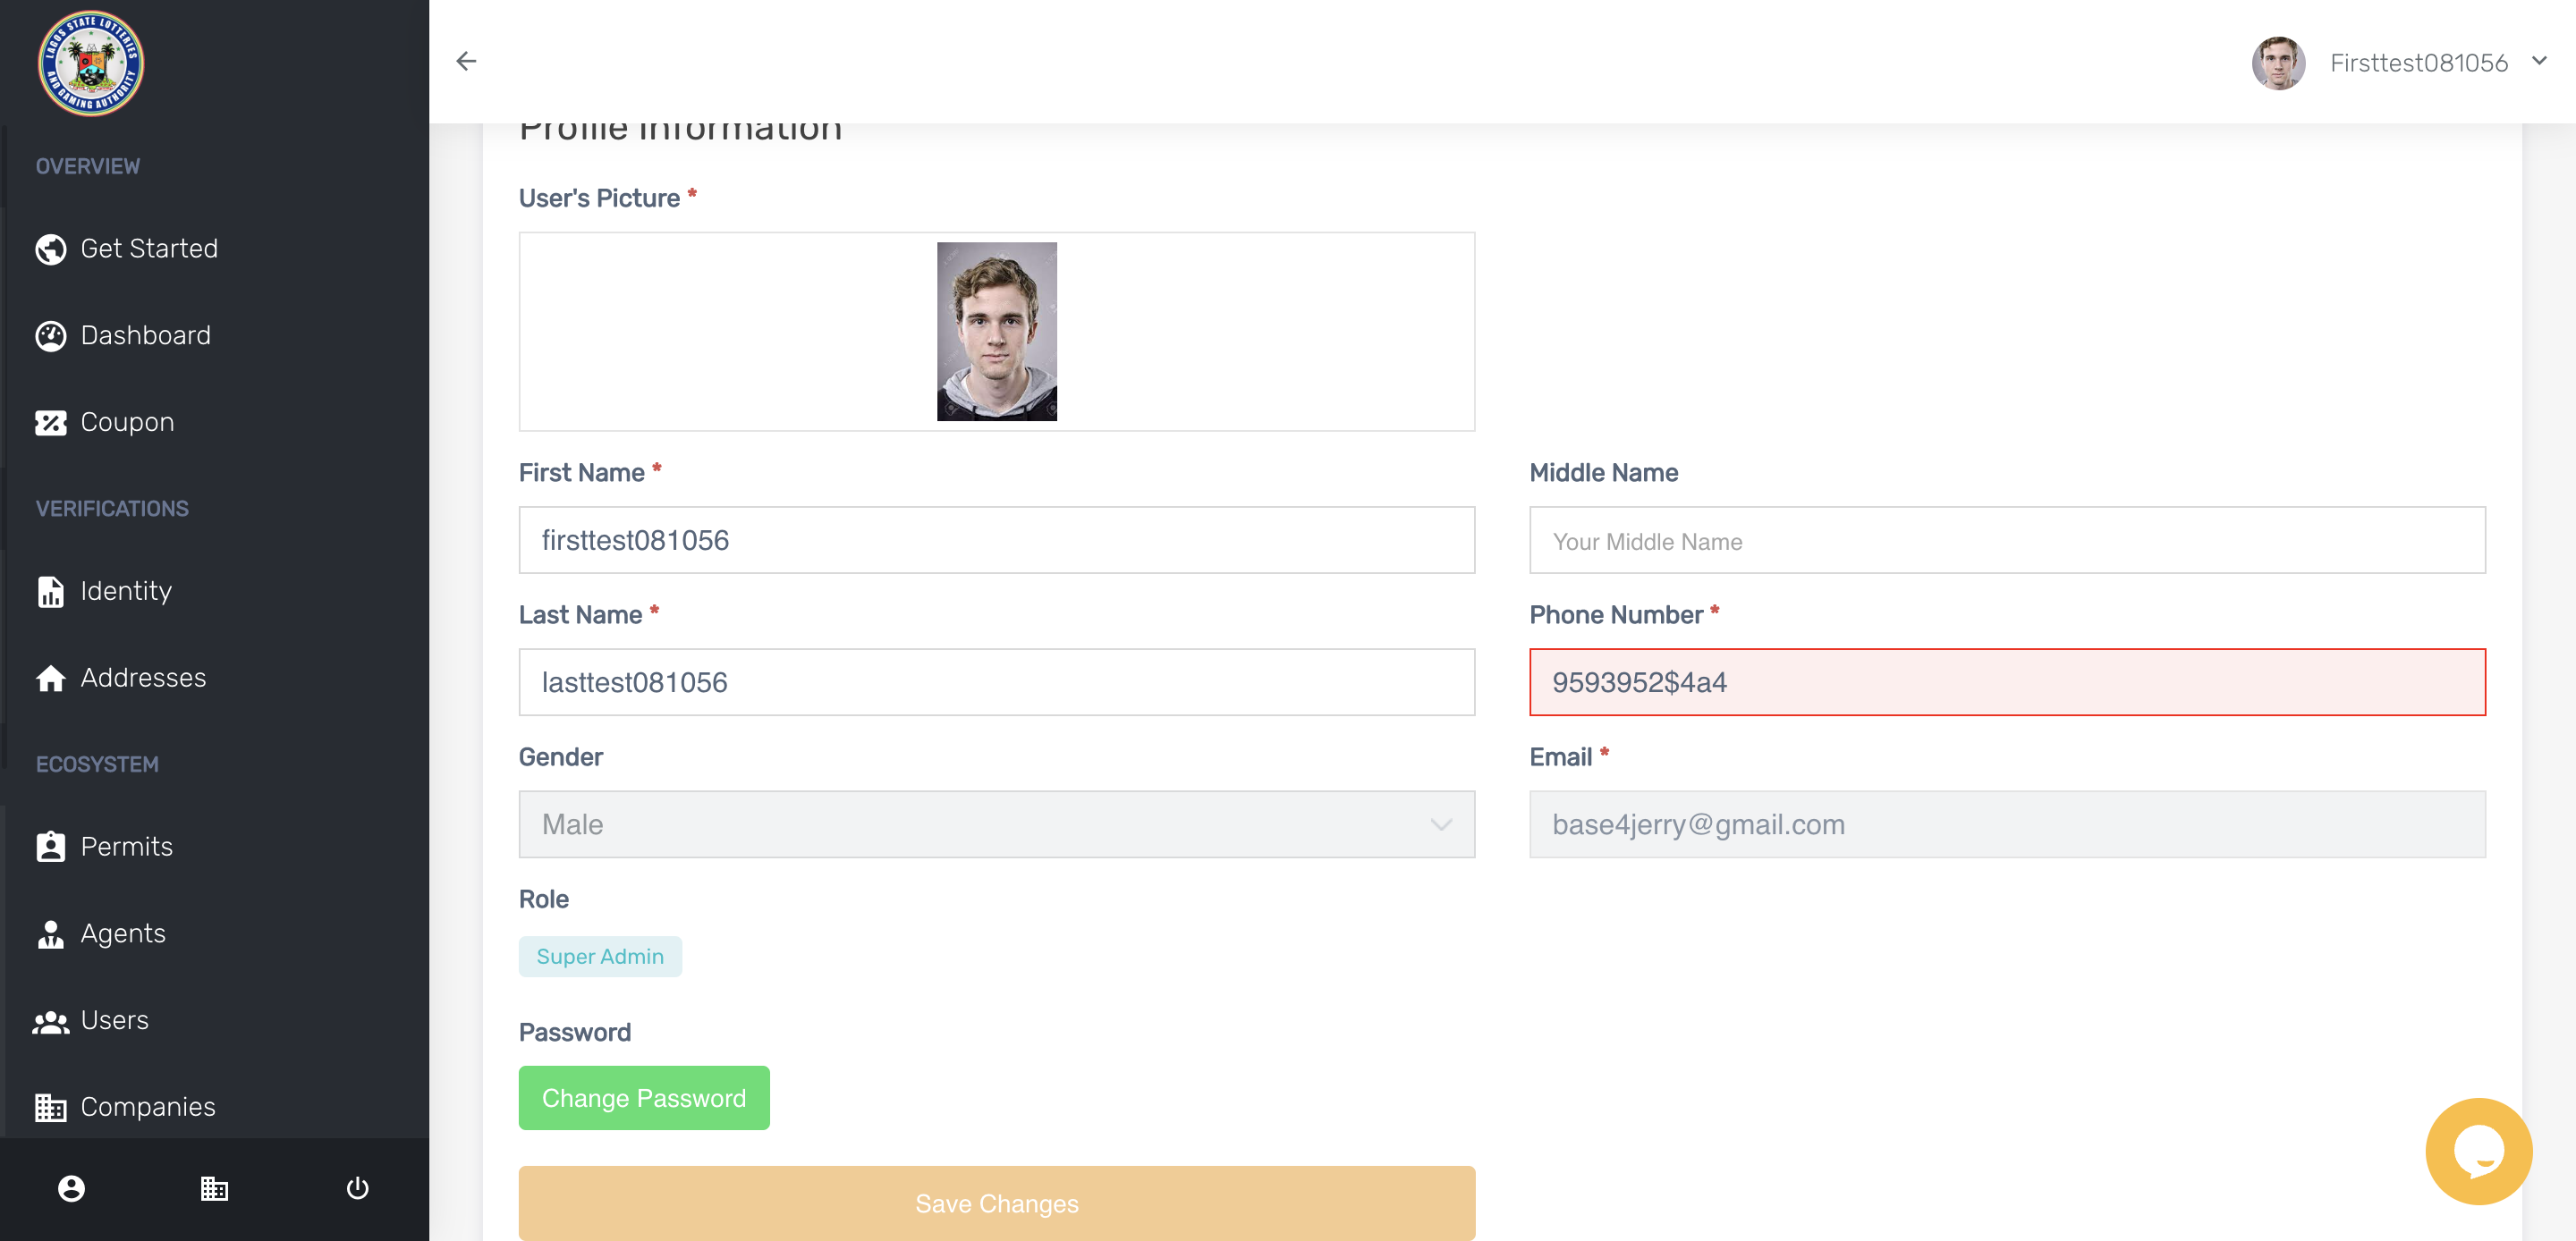 LAGOS STATE LOTTERIES
AND GAMING AUTHORITY
Firsttest081056
OVERVIEW
Get Started
Dashboard
Coupon
VERIFICATIONS
Identity
Addresses
ECOSYSTEM
Permits
Agents
Users
Companies
Profile Information
User's Picture *
First Name *
firsttest081056
Middle Name
Your Middle Name
Last Name *
lasttest081056
Phone Number *
9593952$4a4
Gender
Male
Email *
base4jerry@gmail.com
Role
Super Admin
Password
Change Password
Save Changes